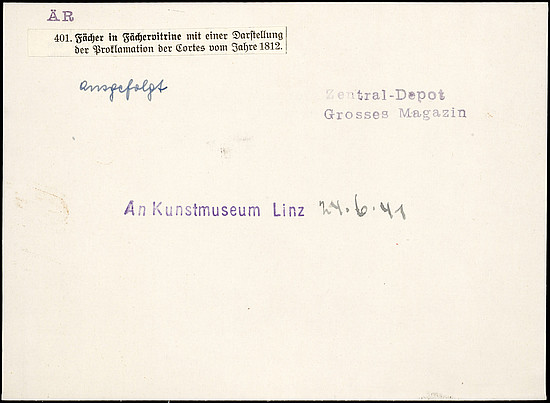 ÄR
401. Fächer in Fächervitrine mit einer Darstellung
der Proklamation der Cortes vom Jahre 1812.
Ausgefolgt
Zentral-Depot
Grosses Magazin
An Kunstmuseum Linz 24.6.41